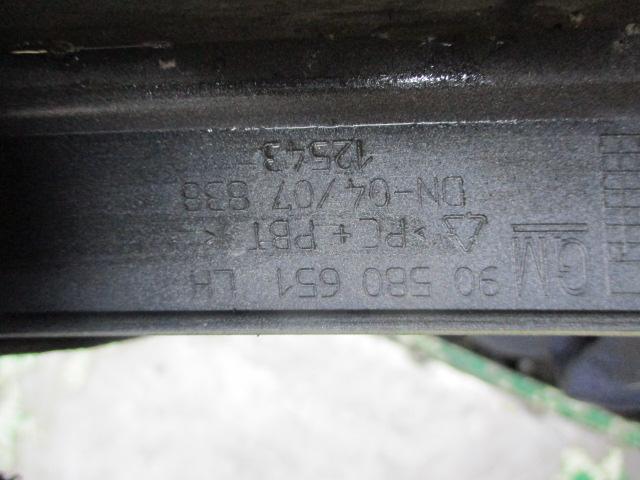 GM 90 580 651 LH
>PC + PBT<
DN-04/07 838
12543